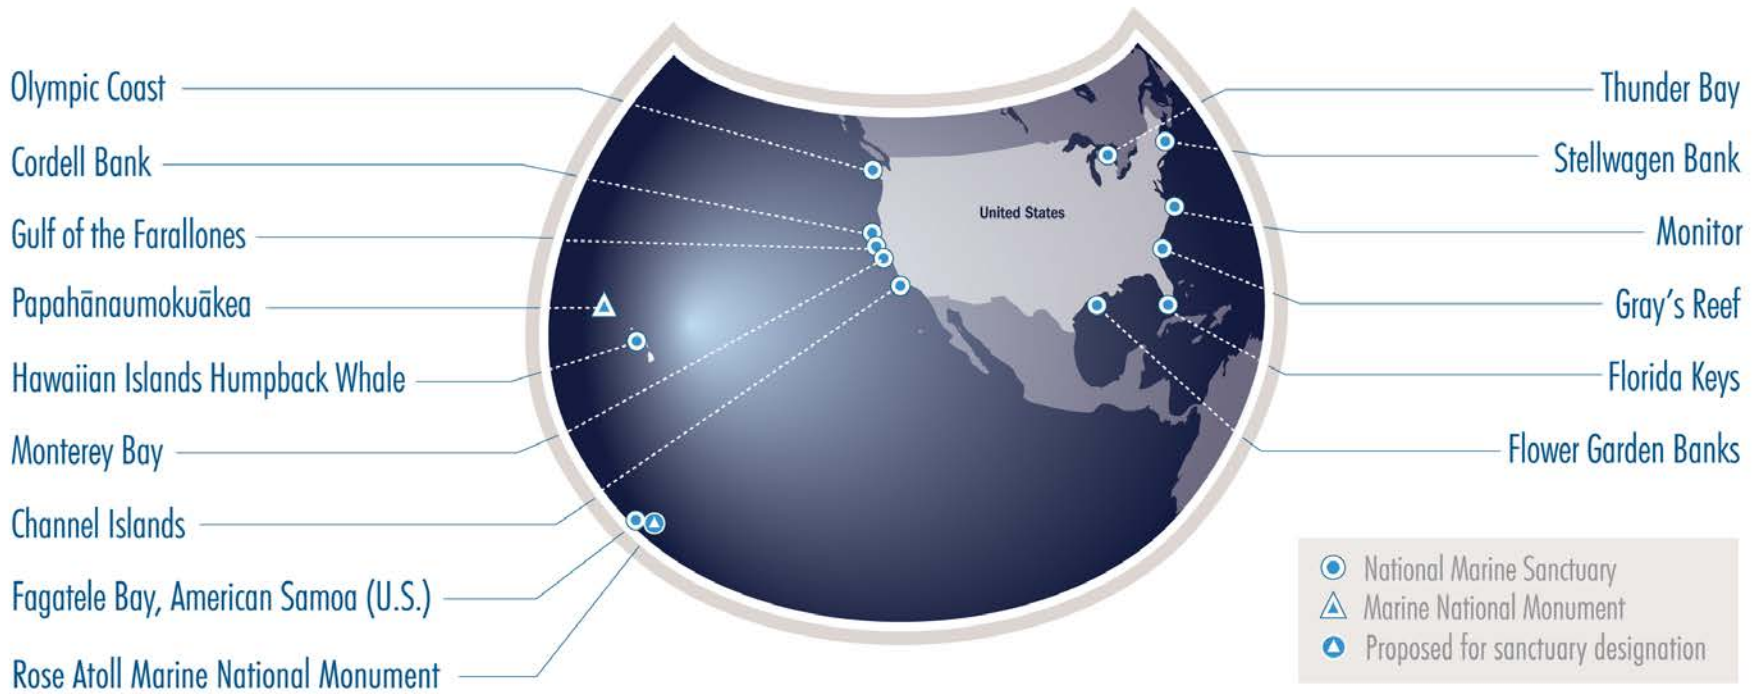 Olympic Coast
Cordell Bank
Gulf of the Farallones
Papahānaumokuākea
Hawaiian Islands Humpback Whale
Monterey Bay
Channel Islands
Fagatele Bay, American Samoa (U.S.)
Rose Atoll Marine National Monument
United States
Thunder Bay
Stellwagen Bank
Monitor
Gray's Reef
Florida Keys
Flower Garden Banks
National Marine Sanctuary
Marine National Monument
Proposed for sanctuary designation